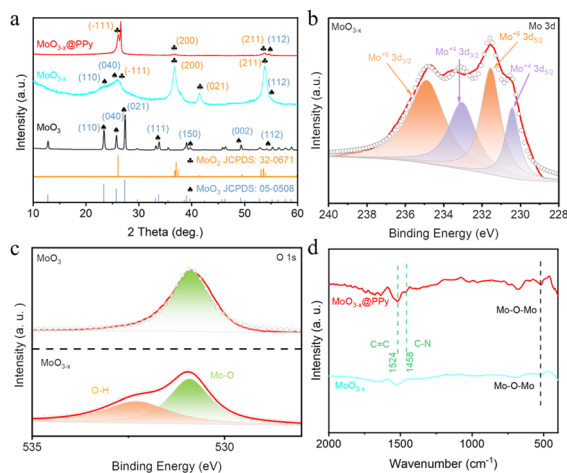 a
(-111)♣
MoO3-x@PPy
(200)
♣
(211)
♣
♠(112)
MoO3-x
(040)
(110)
♠
♣(-111)
♣
(200)
♣(021)
(211)♣
(112)
♠
MoO3
(110)♠
(040)
♠
♠(021)
(111)
♠
(150)
♠
(002)
♠
(112)
♠
♣ MoO2 JCPDS: 32-0671
♠ MoO3 JCPDS: 05-0508
Intensity (a.u.)
10 20 30 40 50 60
2 Theta (deg.)
b
MoO3-x
Mo 3d
Mo+6 3d3/2
Mo+4 3d3/2
Mo+6 3d5/2
Mo+4 3d5/2
Intensity (a.u.)
240 238 236 234 232 230 228
Binding Energy (eV)
c
MoO3
O 1s
MoO3-x
O-H
Mo-O
Intensity (a. u. )
535 530
Binding Energy (eV)
d
MoO3-x@PPy
Mo-O-Mo
C=C
1524
1458
C-N
MoO3-x
Mo-O-Mo
Intensity (a. u.)
2000 1500 1000 500
Wavenumber (cm-1)